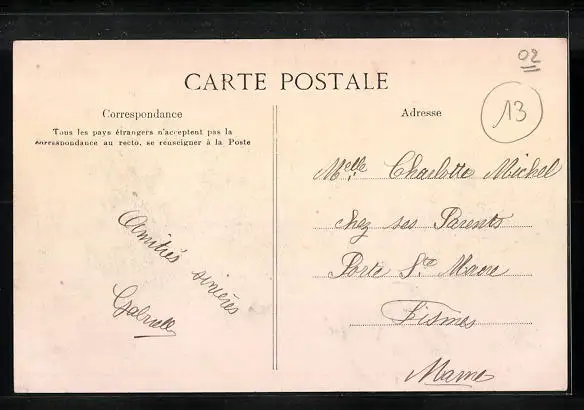 02
13
CARTE POSTALE
Correspondance
Tous les pays étrangers n'acceptent pas la
correspondance au recto, se renseigner à la Poste
Adresse
Melle Charlotte Michel
chez ses Parents
Porte Ste Macre
Fismes
Marne
Amitiés sincères
Gabrielle